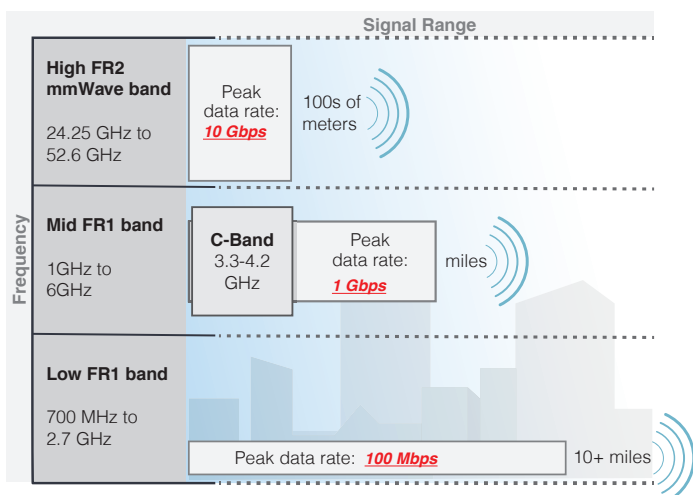 Signal Range
Frequency
High FR2
mmWave band
24.25 GHz to
52.6 GHz
Peak
data rate:
10 Gbps
100s of
meters
Mid FR1 band
1GHz to
6GHz
C-Band
3.3-4.2
GHz
Peak
data rate:
1 Gbps
miles
Low FR1 band
700 MHz to
2.7 GHz
Peak data rate: 100 Mbps
10+ miles